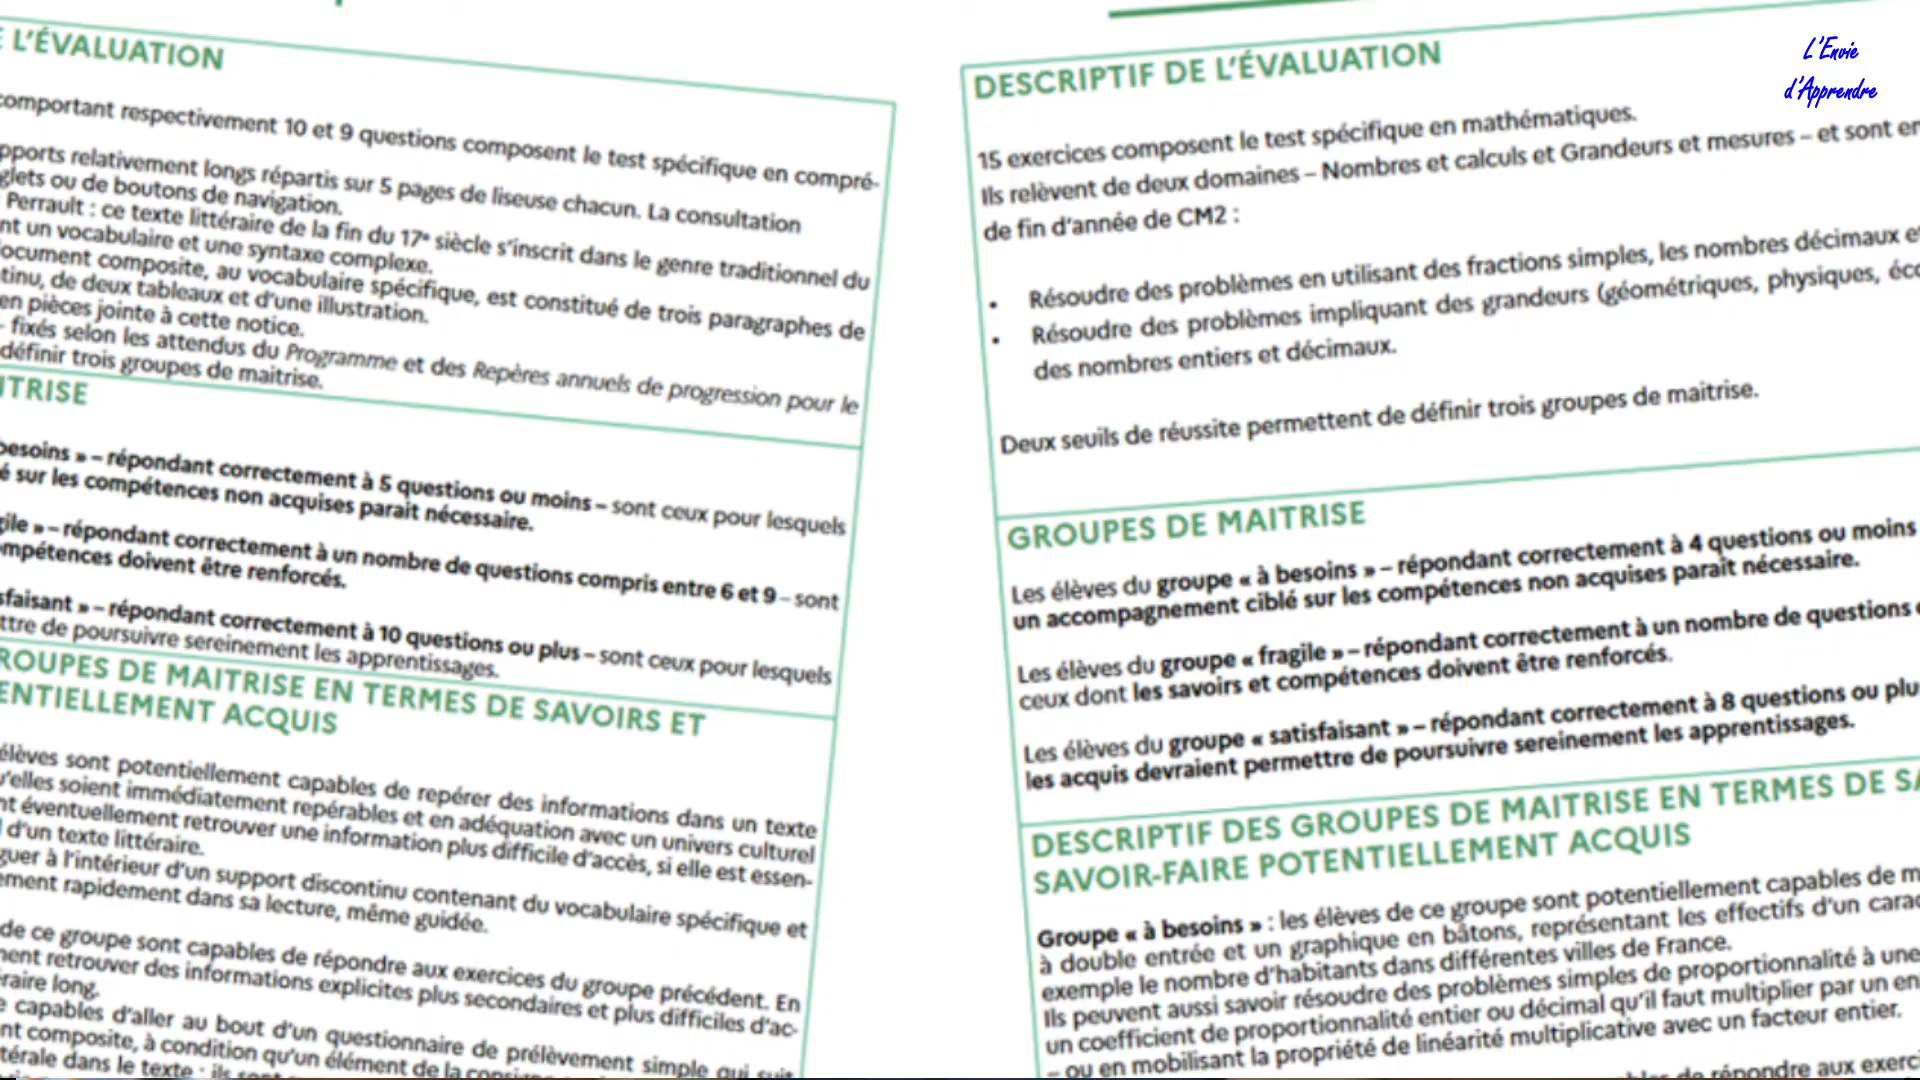 E L'ÉVALUATION
comportant respectivement 10 et 9 questions composent le test spécifique en compré-
pports relativement longs répartis sur 5 pages de liseuse chacun. La consultation
glets ou de boutons de navigation.
Perrault : ce texte littéraire de la fin du 17e siècle s'inscrit dans le genre traditionnel du
nt un vocabulaire et une syntaxe complexe.
document composite, au vocabulaire spécifique, est constitué de trois paragraphes de
tinu, de deux tableaux et d'une illustration.
en pièces jointe à cette notice.
- fixés selon les attendus du Programme et des Repères annuels de progression pour le
définir trois groupes de maitrise.
ITRISE
besoins » – répondant correctement à 5 questions ou moins – sont ceux pour lesquels
é sur les compétences non acquises parait nécessaire.
gile » – répondant correctement à un nombre de questions compris entre 6 et 9 – sont
mpétences doivent être renforcés.
sfaisant » – répondant correctement à 10 questions ou plus – sont ceux pour lesquels
ttre de poursuivre sereinement les apprentissages.
ROUPES DE MAITRISE EN TERMES DE SAVOIRS ET
ENTIELLEMENT ACQUIS
élèves sont potentiellement capables de repérer des informations dans un texte
u'elles soient immédiatement repérables et en adéquation avec un univers culturel
nt éventuellement retrouver une information plus difficile d'accès, si elle est essen-
l d'un texte littéraire.
guer à l'intérieur d'un support discontinu contenant du vocabulaire spécifique et
ement rapidement dans sa lecture, même guidée.
de ce groupe sont capables de répondre aux exercices du groupe précédent. En
ment retrouver des informations explicites plus secondaires et plus difficiles d'ac-
éraire long.
e capables d'aller au bout d'un questionnaire de prélèvement simple qui suit
nt composite, à condition qu'un élément de la consigne
ttérale dans le texte : ils sont
DESCRIPTIF DE L'ÉVALUATION
15 exercices composent le test spécifique en mathématiques.
Ils relèvent de deux domaines – Nombres et calculs et Grandeurs et mesures – et sont en
de fin d'année de CM2 :
• Résoudre des problèmes en utilisant des fractions simples, les nombres décimaux et
• Résoudre des problèmes impliquant des grandeurs (géométriques, physiques, éco
des nombres entiers et décimaux.
Deux seuils de réussite permettent de définir trois groupes de maitrise.
GROUPES DE MAITRISE
Les élèves du groupe « à besoins » – répondant correctement à 4 questions ou moins
un accompagnement ciblé sur les compétences non acquises parait nécessaire.
Les élèves du groupe « fragile » – répondant correctement à un nombre de questions c
ceux dont les savoirs et compétences doivent être renforcés.
Les élèves du groupe « satisfaisant » – répondant correctement à 8 questions ou plu
les acquis devraient permettre de poursuivre sereinement les apprentissages.
DESCRIPTIF DES GROUPES DE MAITRISE EN TERMES DE SA
SAVOIR-FAIRE POTENTIELLEMENT ACQUIS
Groupe « à besoins » : les élèves de ce groupe sont potentiellement capables de m
à double entrée et un graphique en bâtons, représentant les effectifs d'un carac
exemple le nombre d'habitants dans différentes villes de France.
Ils peuvent aussi savoir résoudre des problèmes simples de proportionnalité à une
un coefficient de proportionnalité entier ou décimal qu'il faut multiplier par un en
– ou en mobilisant la propriété de linéarité multiplicative avec un facteur entier.
de répondre aux exerci
L'Envie
d'Apprendre